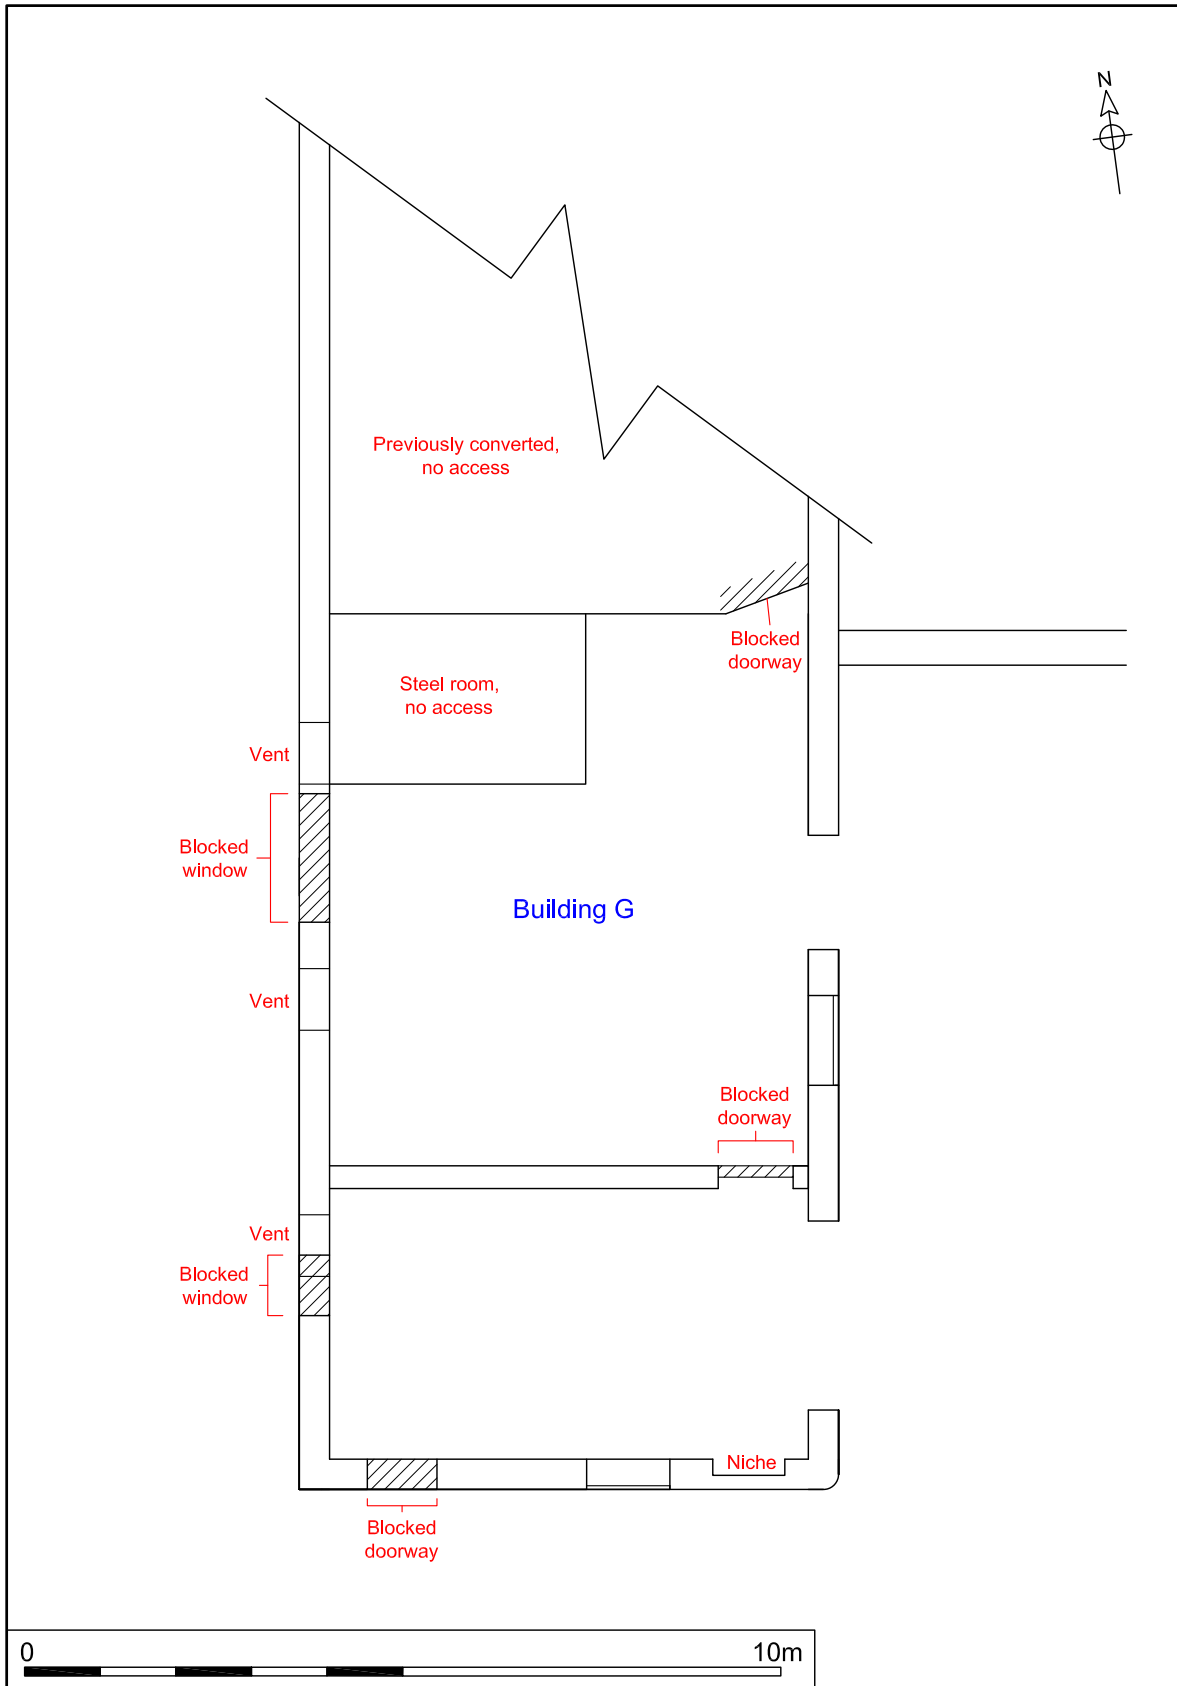 N
Previously converted,
no access
Blocked
doorway
Steel room,
no access
Vent
Blocked
window
Building G
Vent
Blocked
doorway
Vent
Blocked
window
Niche
Blocked
doorway
0
10m